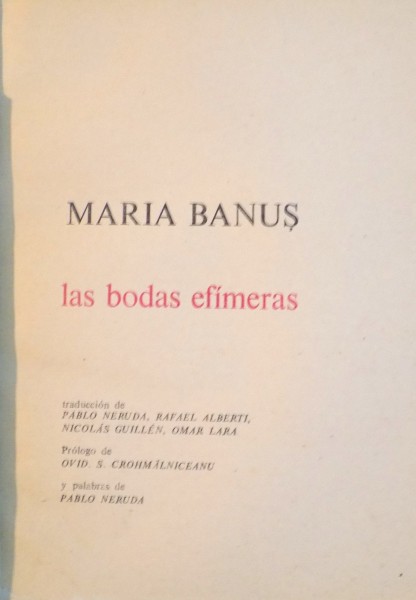 MARIA BANUŞ
las bodas efímeras
traducción de
PABLO NERUDA, RAFAEL ALBERTI,
NICOLÁS GUILLÉN, OMAR LARA
Prólogo de
OVID. S. CROHMĂLNICEANU
y palabras de
PABLO NERUDA